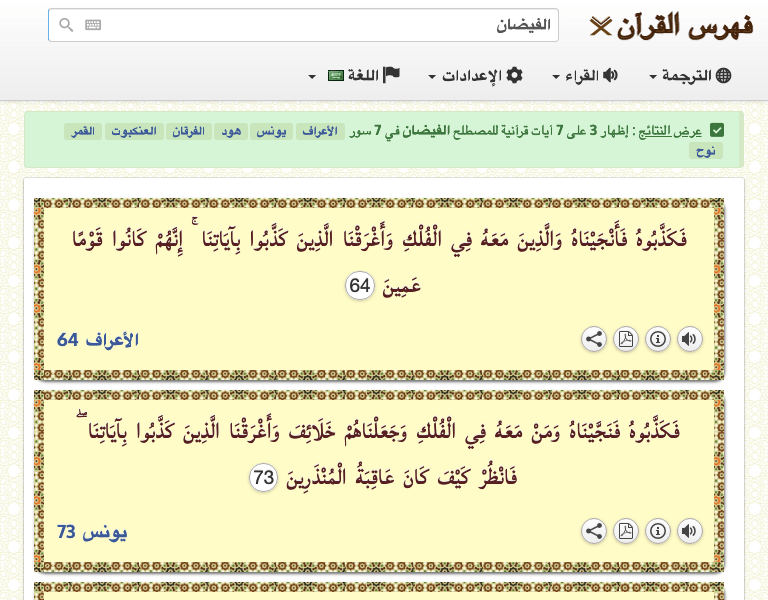 فهرس القرآن
الفيضان
الترجمة
القراء
الإعدادات
اللغة
عرض النتائج : إظهار 3 على 7 آيات قرآنية للمصطلح الفيضان في 7 سور الأعراف يونس هود الفرقان العنكبوت القمر
نوح
فَكَذَّبُوهُ فَأَنْجَيْنَاهُ وَالَّذِينَ مَعَهُ فِي الْفُلْكِ وَأَغْرَقْنَا الَّذِينَ كَذَّبُوا بِآيَاتِنَا ۚ إِنَّهُمْ كَانُوا قَوْمًا
عَمِينَ 64
الأعراف 64
فَكَذَّبُوهُ فَنَجَّيْنَاهُ وَمَنْ مَعَهُ فِي الْفُلْكِ وَجَعَلْنَاهُمْ خَلَائِفَ وَأَغْرَقْنَا الَّذِينَ كَذَّبُوا بِآيَاتِنَا ۖ
فَانْظُرْ كَيْفَ كَانَ عَاقِبَةُ الْمُنْذَرِينَ 73
يونس 73